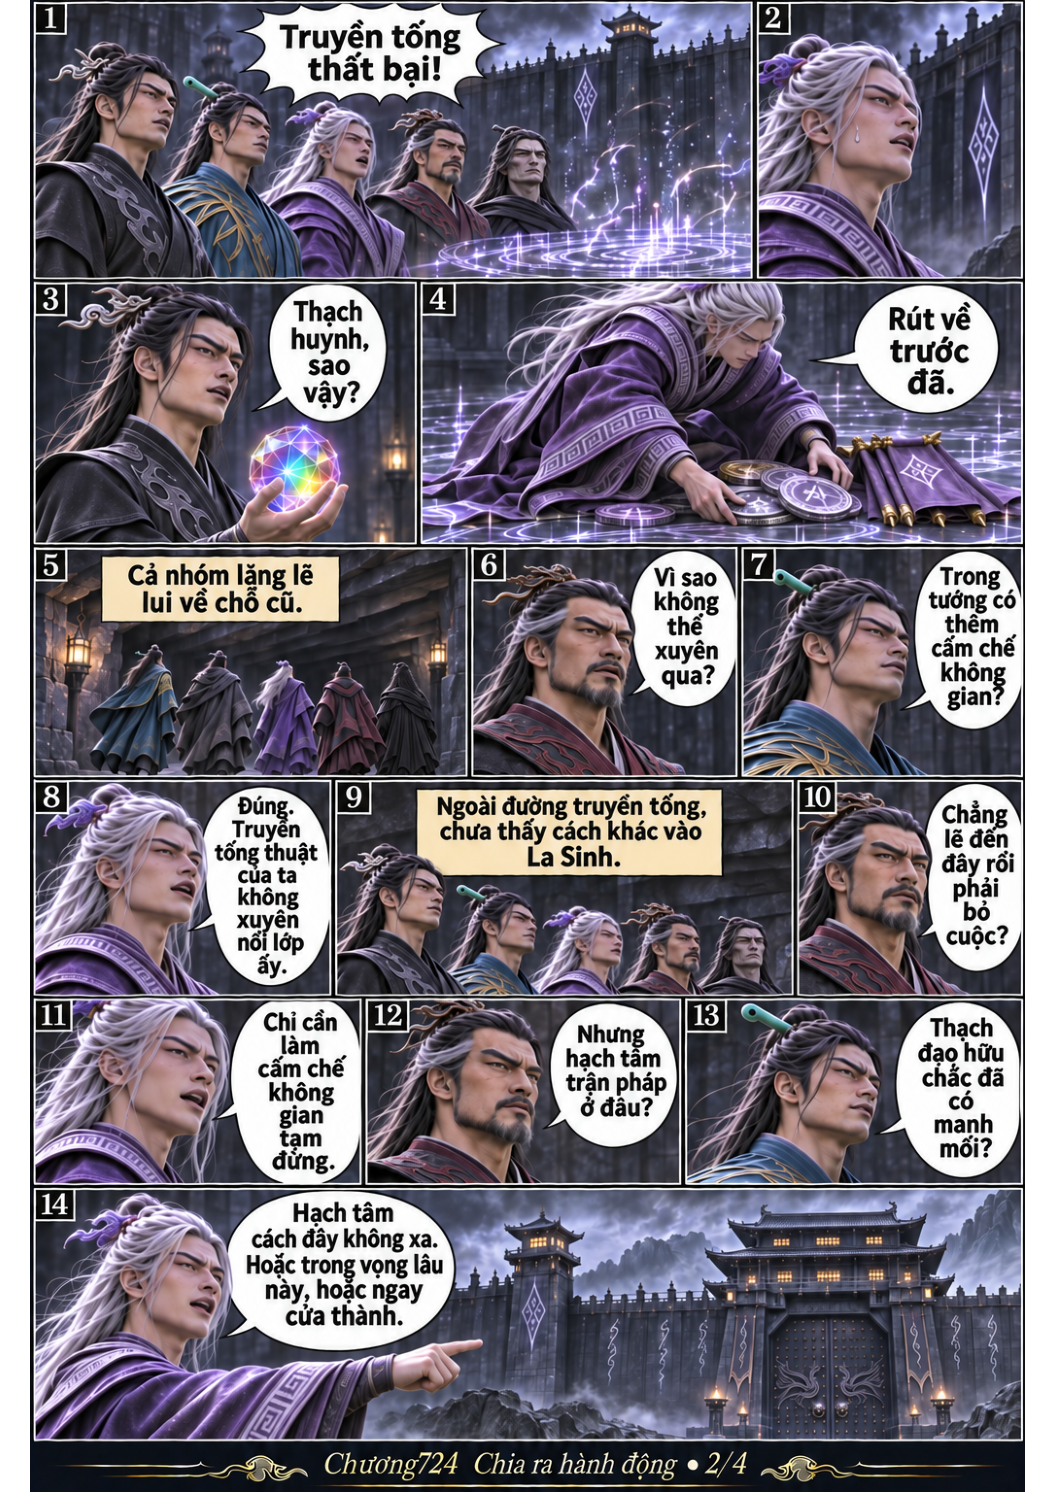 1
Truyền tống
thất bại!
2
3
Thạch
huynh,
sao
vậy?
4
Rút về
trước
đã.
5
Cả nhóm lặng lẽ
lui về chỗ cũ.
6
Vì sao
không
thể
xuyên
qua?
7
Trong
tướng có
thêm
cấm chế
không
gian?
8
Đúng.
Truyền
tống thuật
của ta
không
xuyên
nổi lớp
ấy.
9
Ngoài đường truyền tống,
chưa thấy cách khác vào
La Sinh.
10
Chẳng
lẽ đến
đây rồi
phải
bỏ
cuộc?
11
Chỉ cần
làm
cấm chế
không
gian
tạm
đừng.
12
Nhưng
hạch tâm
trận pháp
ở đâu?
13
Thạch
đạo hữu
chắc đã
có
manh
mối?
14
Hạch tâm
cách đây không xa.
Hoặc trong vọng lâu
này, hoặc ngay
cửa thành.
Chương724 Chia ra hành động • 2/4